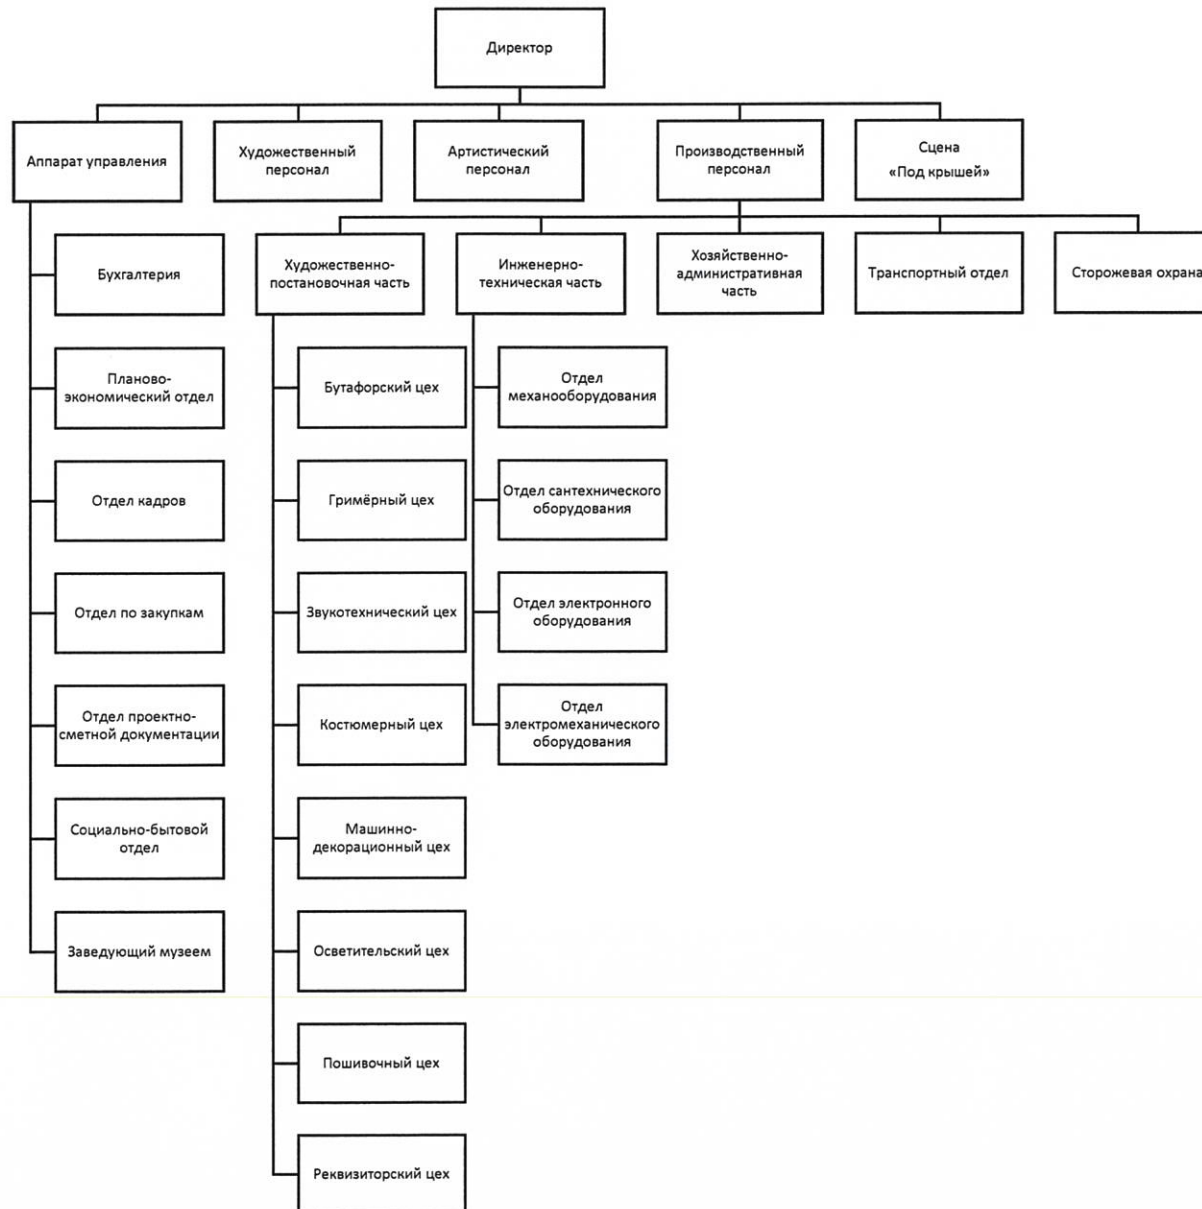 Директор
Аппарат управления
Художественный
персонал
Артистический
персонал
Производственный
персонал
Сцена
«Под крышей»
Бухгалтерия
Художественно-
постановочная часть
Инженерно-
техническая часть
Хозяйственно-
административная
часть
Транспортный отдел
Сторожевая охрана
Планово-
экономический отдел
Бутафорский цех
Отдел
механооборудования
Отдел кадров
Гримёрный цех
Отдел сантехнического
оборудования
Отдел по закупкам
Звукотехнический цех
Отдел электронного
оборудования
Отдел проектно-
сметной документации
Костюмерный цех
Отдел
электромеханического
оборудования
Социально-бытовой
отдел
Машинно-
декорационный цех
Заведующий музеем
Осветительский цех
Пошивочный цех
Реквизиторский цех